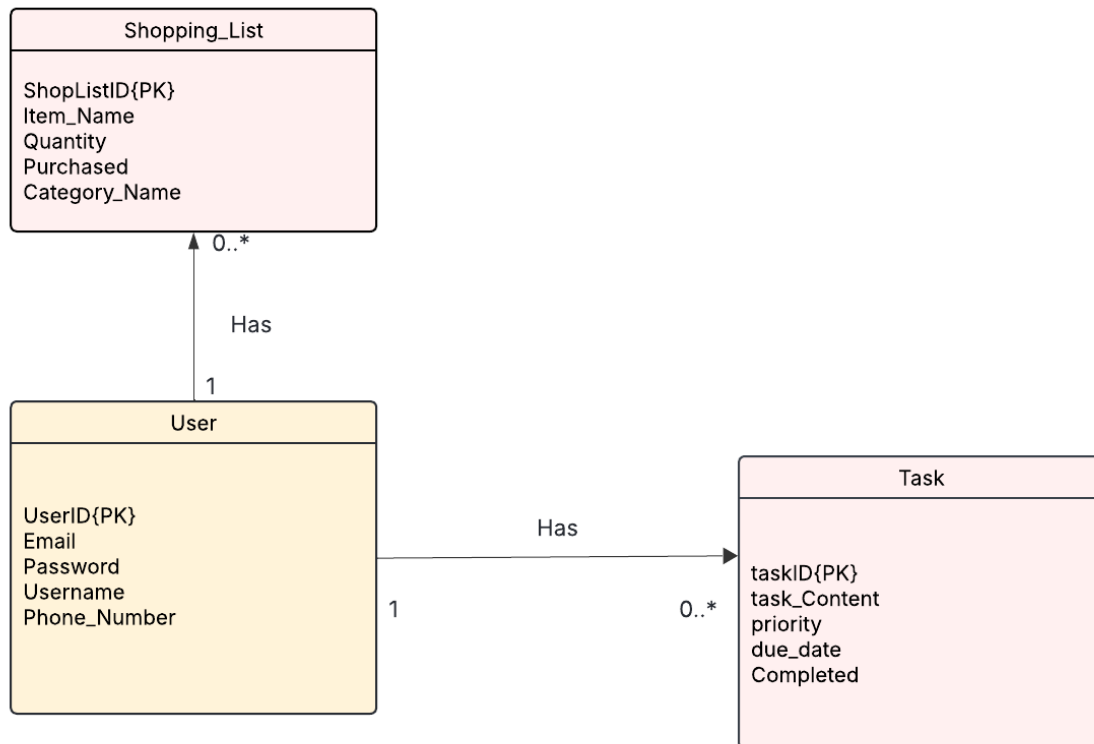 Shopping_List
ShopListID{PK}
Item_Name
Quantity
Purchased
Category_Name
0..*
Has
1
User
UserID{PK}
Email
Password
Username
Phone_Number
Has
1
0..*
Task
taskID{PK}
task_Content
priority
due_date
Completed